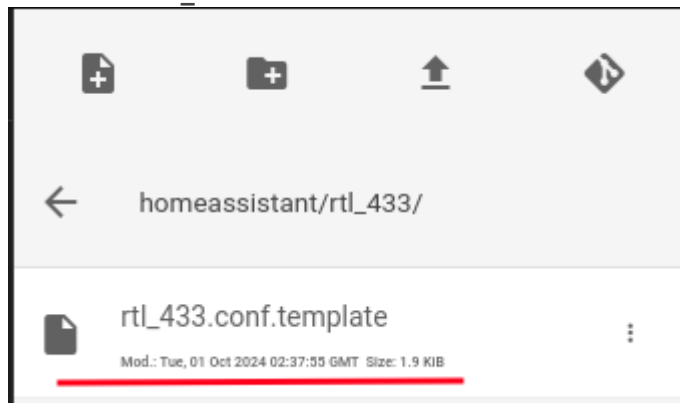 homeassistant/rtl_433/
rtl_433.conf.template
Mod.: Tue, 01 Oct 2024 02:37:55 GMT Size: 1.9 KiB